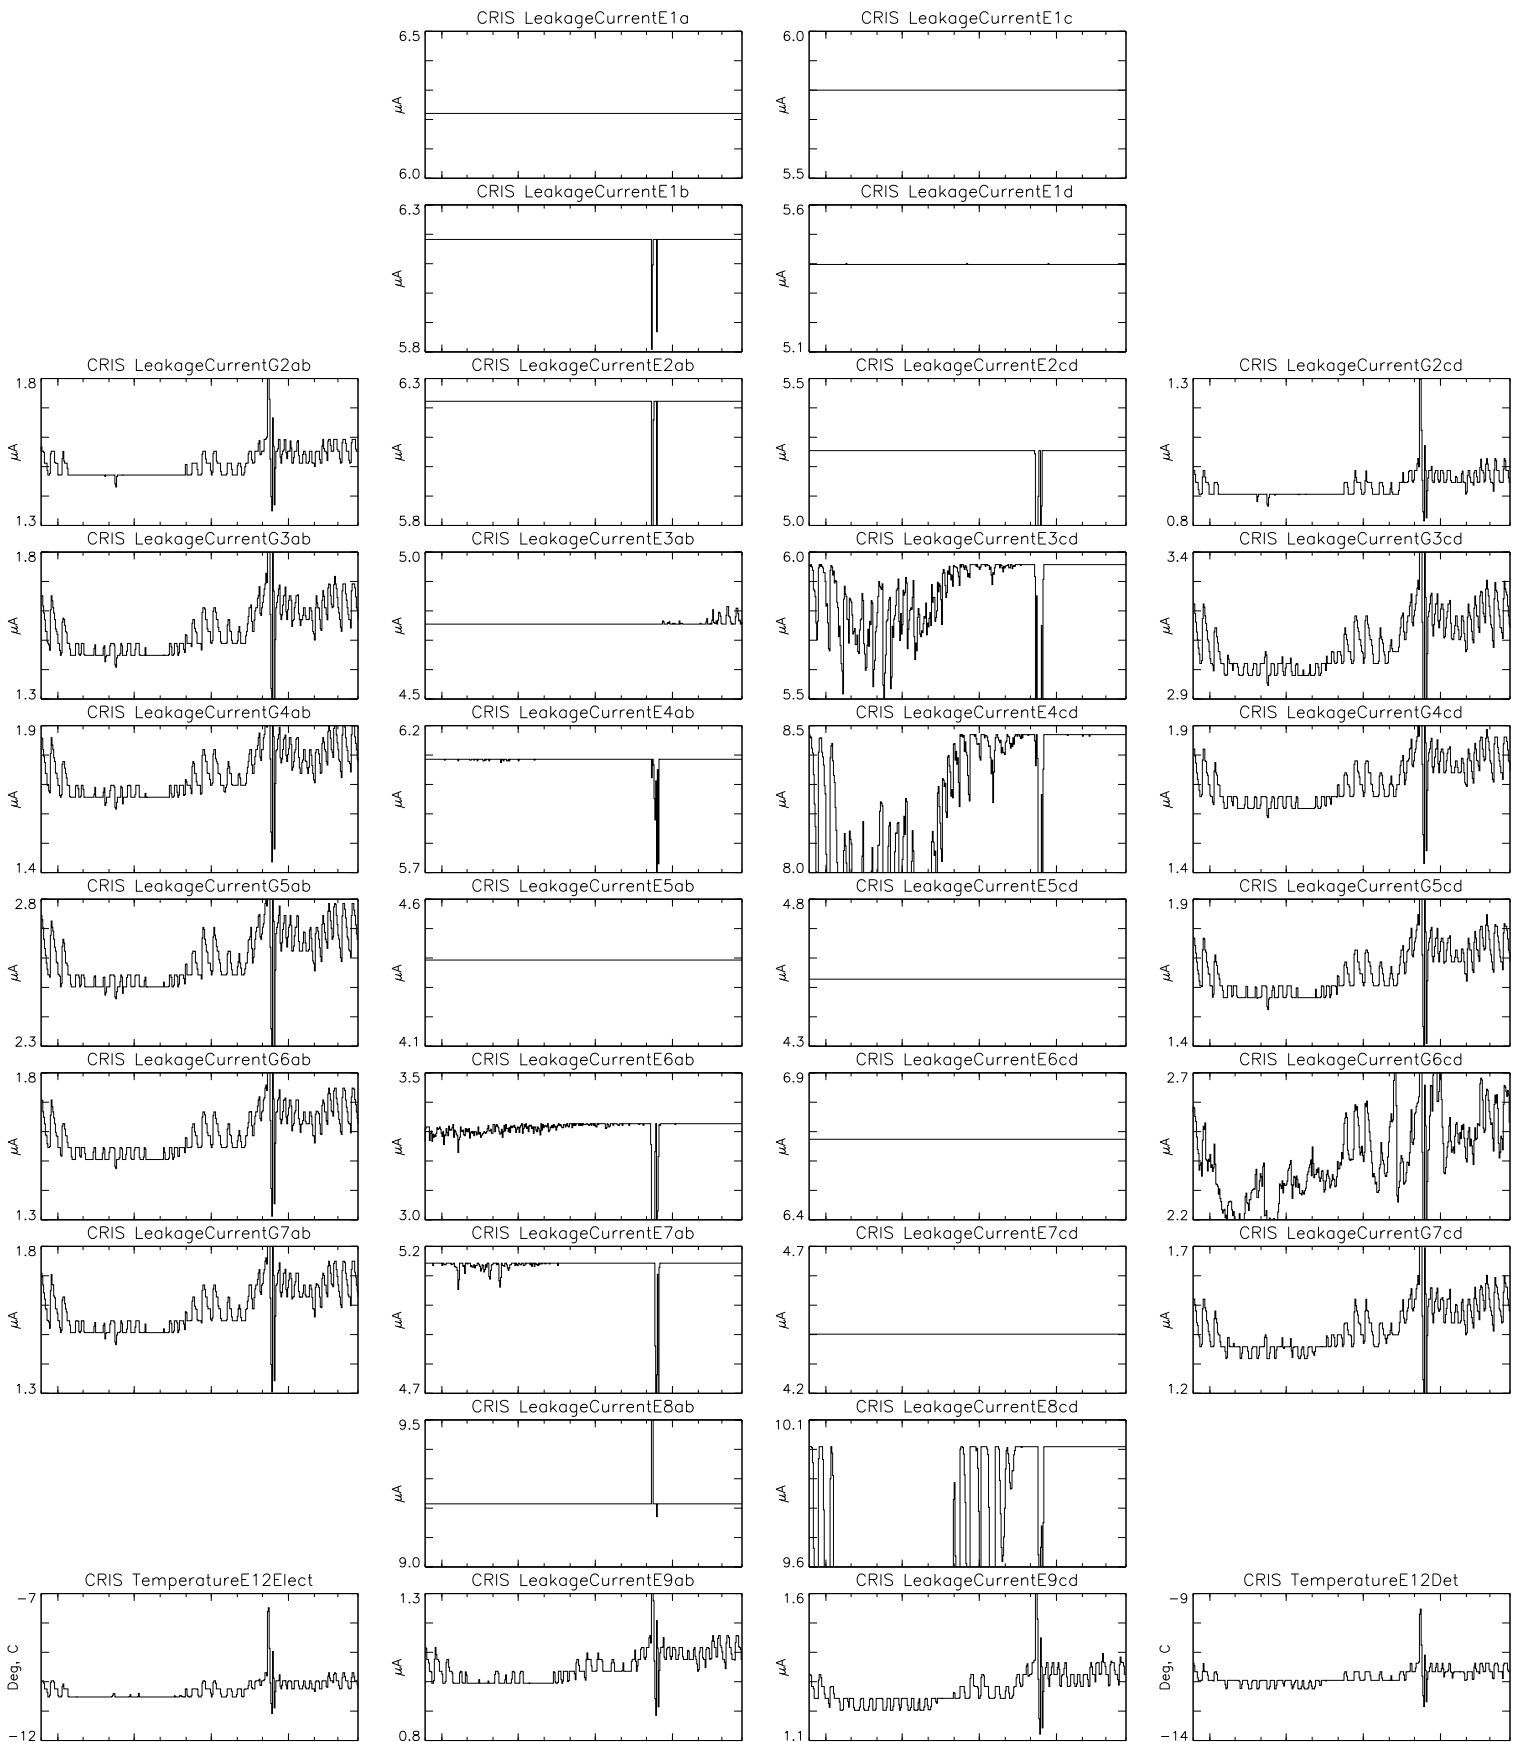 CRIS LeakageCurrentE1a
6.5
μA
6.0
CRIS LeakageCurrentE1c
6.0
μA
5.5
CRIS LeakageCurrentE1b
6.3
μA
5.8
CRIS LeakageCurrentE1d
5.6
μA
5.1
CRIS LeakageCurrentG2ab
1.8
μA
1.3
CRIS LeakageCurrentE2ab
6.3
μA
5.8
CRIS LeakageCurrentE2cd
5.5
μA
5.0
CRIS LeakageCurrentG2cd
1.3
μA
0.8
CRIS LeakageCurrentG3ab
1.8
μA
1.3
CRIS LeakageCurrentE3ab
5.0
μA
4.5
CRIS LeakageCurrentE3cd
6.0
μA
5.5
CRIS LeakageCurrentG3cd
3.4
μA
2.9
CRIS LeakageCurrentG4ab
1.9
μA
1.4
CRIS LeakageCurrentE4ab
6.2
μA
5.7
CRIS LeakageCurrentE4cd
8.5
μA
8.0
CRIS LeakageCurrentG4cd
1.9
μA
1.4
CRIS LeakageCurrentG5ab
2.8
μA
2.3
CRIS LeakageCurrentE5ab
4.6
μA
4.1
CRIS LeakageCurrentE5cd
4.8
μA
4.3
CRIS LeakageCurrentG5cd
1.9
μA
1.4
CRIS LeakageCurrentG6ab
1.8
μA
1.3
CRIS LeakageCurrentE6ab
3.5
μA
3.0
CRIS LeakageCurrentE6cd
6.9
μA
6.4
CRIS LeakageCurrentG6cd
2.7
μA
2.2
CRIS LeakageCurrentG7ab
1.8
μA
1.3
CRIS LeakageCurrentE7ab
5.2
μA
4.7
CRIS LeakageCurrentE7cd
4.7
μA
4.2
CRIS LeakageCurrentG7cd
1.7
μA
1.2
CRIS LeakageCurrentE8ab
9.5
μA
9.0
CRIS LeakageCurrentE8cd
10.1
μA
9.6
CRIS TemperatureE12Elect
−7
Deg, C
−12
CRIS LeakageCurrentE9ab
1.3
μA
0.8
CRIS LeakageCurrentE9cd
1.6
μA
1.1
CRIS TemperatureE12Det
−9
Deg, C
−14